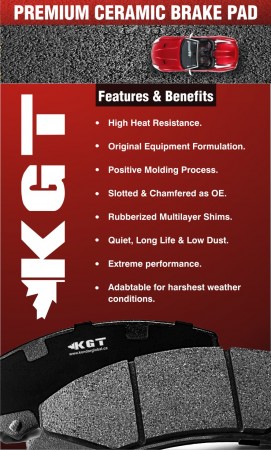 PREMIUM CERAMIC BRAKE PAD
Features & Benefits
• High Heat Resistance.
• Original Equipment Formulation.
• Positive Molding Process.
• Slotted & Chamfered as OE.
• Rubberized Multilayer Shims.
• Quiet, Long Life & Low Dust.
• Extreme performance.
• Adabtable for harshest weather
conditions.
KGT
KGT